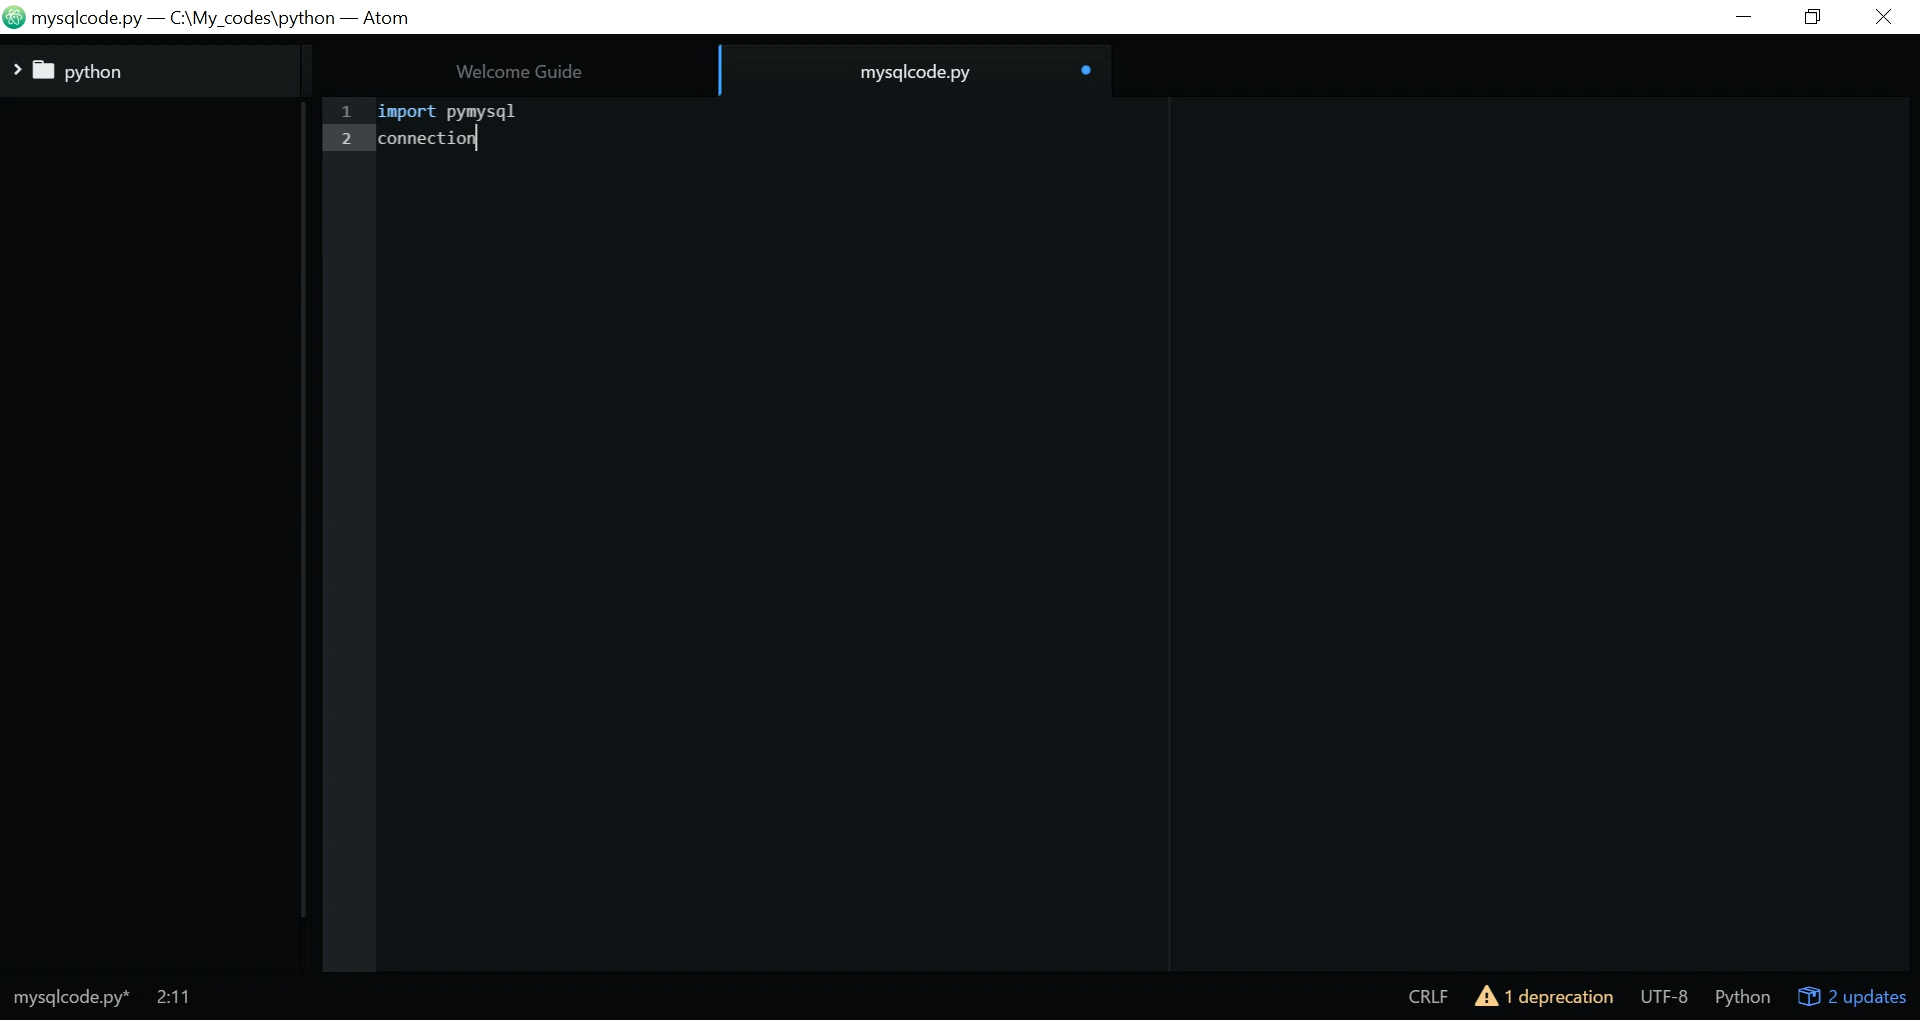 mysqlcode.py — C:\My_codes\python — Atom
python
Welcome Guide
mysqlcode.py
1 import pymysql
2 connection
mysqlcode.py* 2:11
CRLF 1 deprecation UTF-8 Python 2 updates